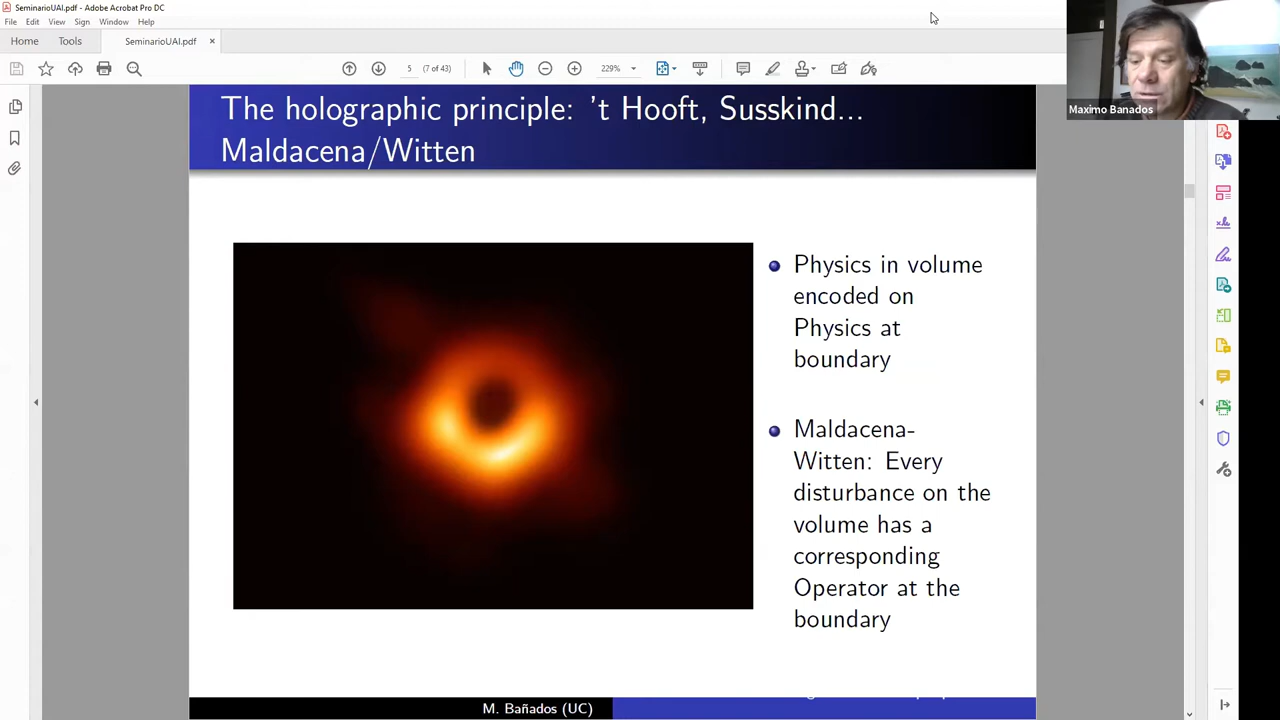 SeminarioUAI.pdf - Adobe Acrobat Pro DC
File Edit View Sign Window Help
Home Tools SeminarioUAI.pdf ×
5 (7 of 43) 229%
Maximo Banados
The holographic principle: 't Hooft, Susskind...
Maldacena/Witten
Physics in volume
encoded on
Physics at
boundary
Maldacena-
Witten: Every
disturbance on the
volume has a
corresponding
Operator at the
boundary
M. Bañados (UC)